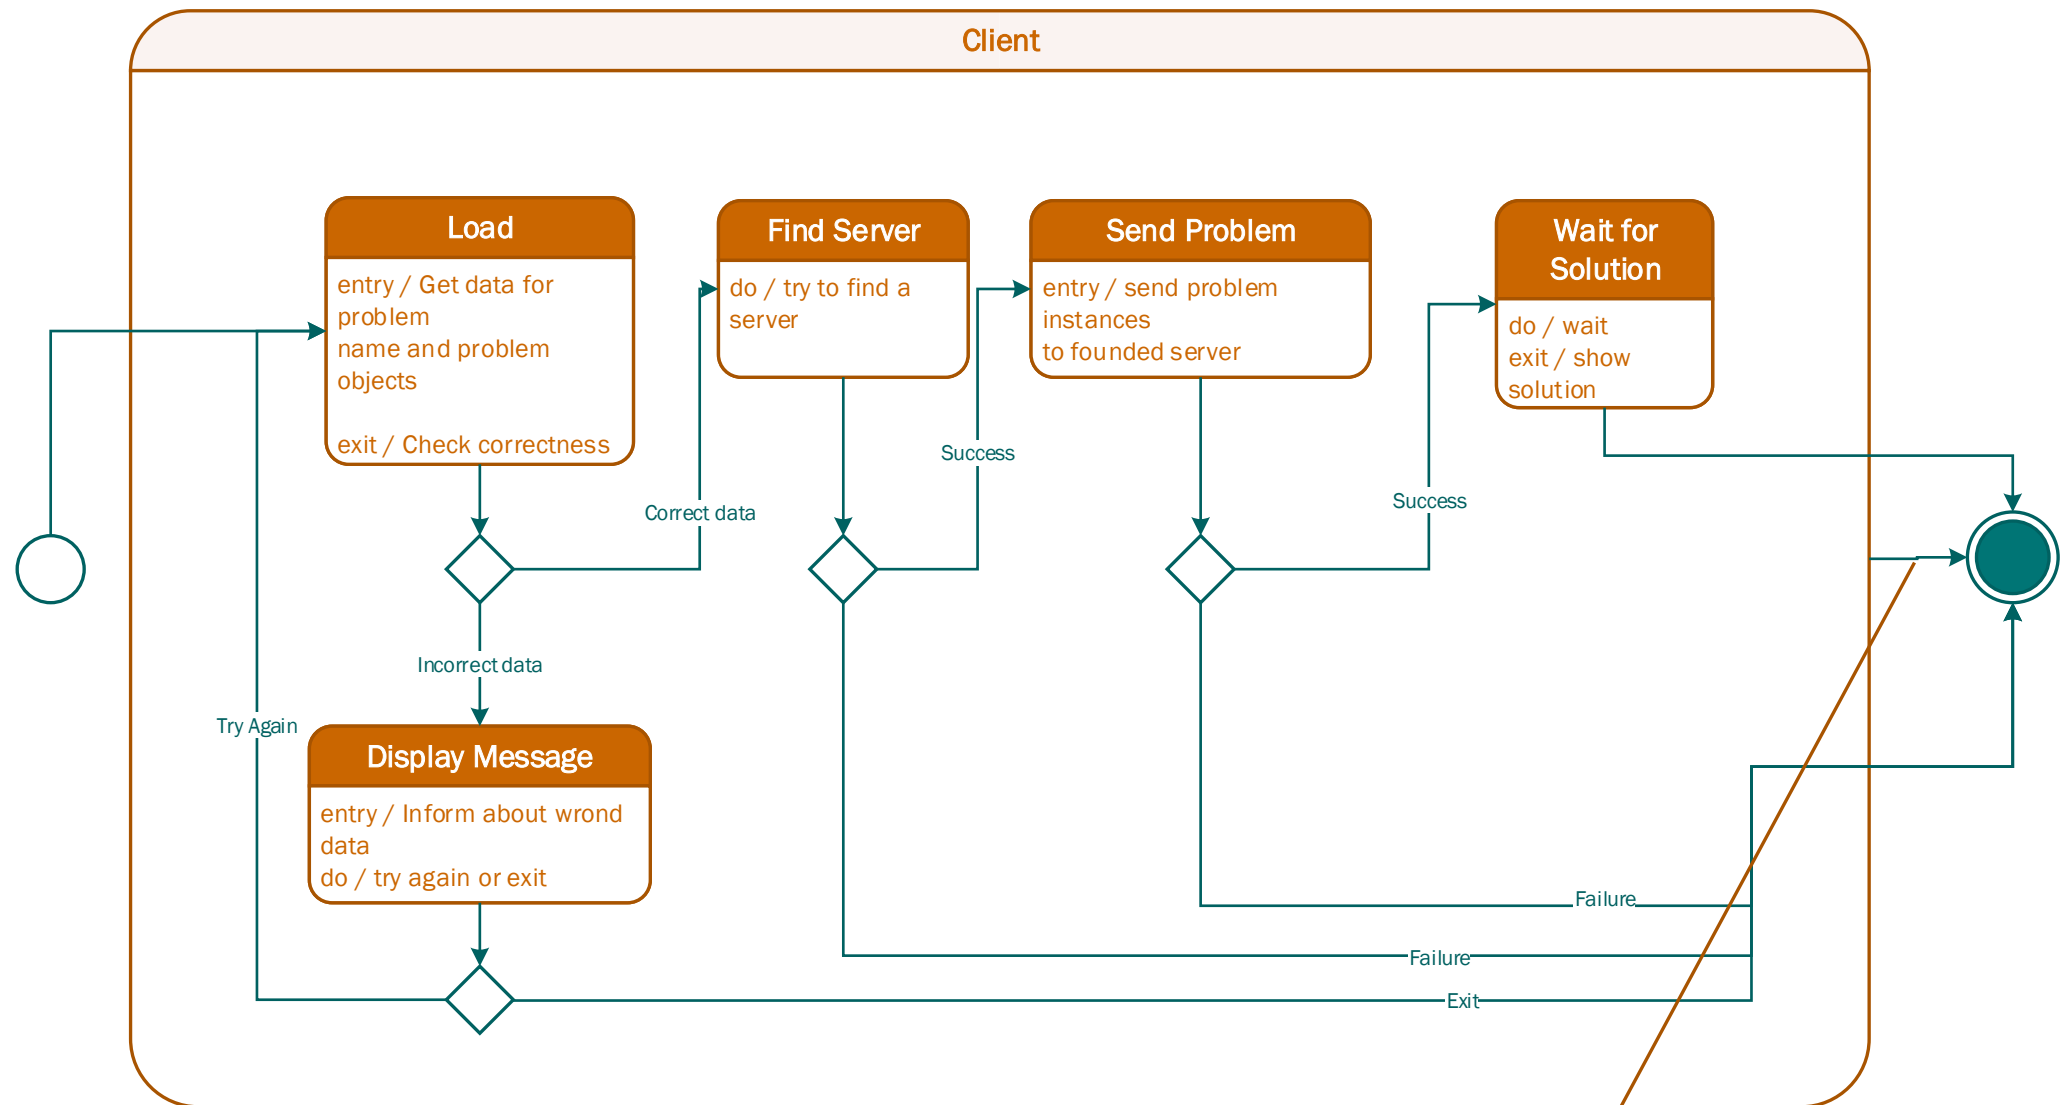 Client
Load
entry / Get data for
problem
name and problem
objects
exit / Check correctness
Find Server
do / try to find a
server
Send Problem
entry / send problem
instances
to founded server
Wait for
Solution
do / wait
exit / show
solution
Success
Success
Correct data
Incorrect data
Try Again
Display Message
entry / Inform about wrond
data
do / try again or exit
Failure
Failure
Exit